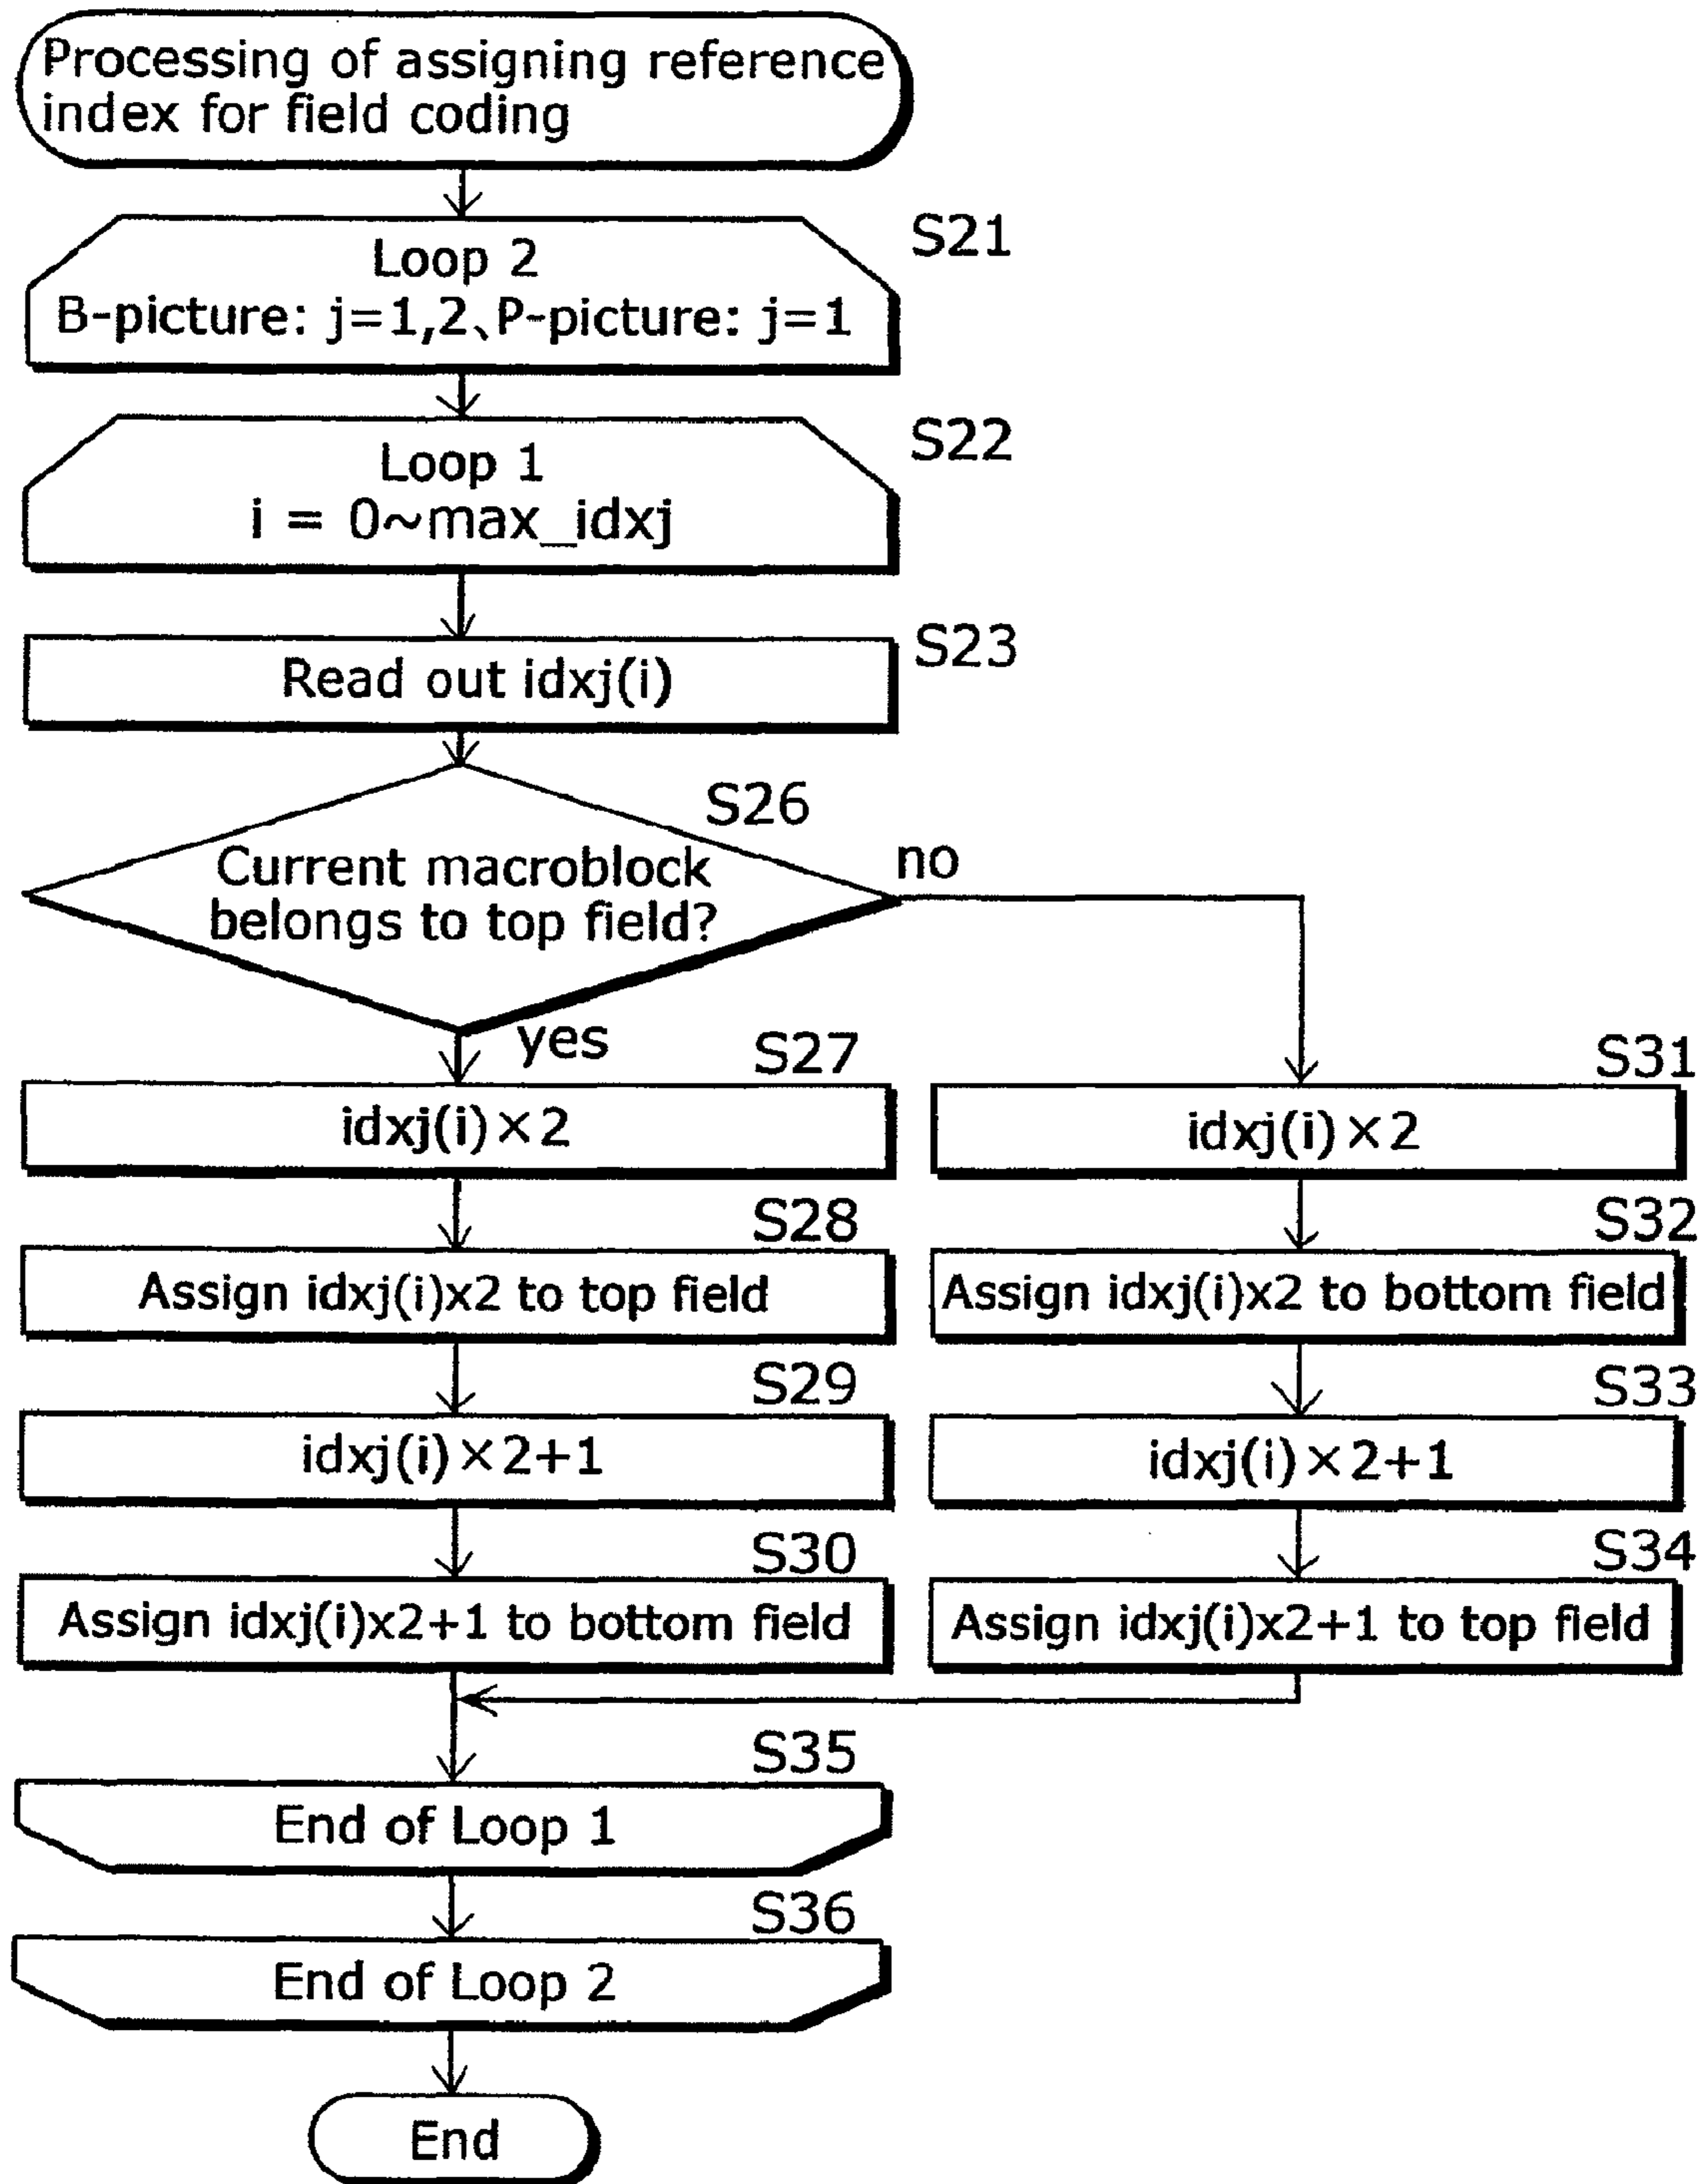 Processing of assigning reference
index for field coding
S21
Loop 2
B-picture: j=1,2、P-picture: j=1
S22
Loop 1
i = 0~max_idxj
S23
Read out idxj(i)
S26
Current macroblock
belongs to top field?
no
yes
S27
idxj(i)×2
S31
idxj(i)×2
S28
Assign idxj(i)x2 to top field
S32
Assign idxj(i)x2 to bottom field
S29
idxj(i)×2+1
S33
idxj(i)×2+1
S30
Assign idxj(i)x2+1 to bottom field
S34
Assign idxj(i)x2+1 to top field
S35
End of Loop 1
S36
End of Loop 2
End